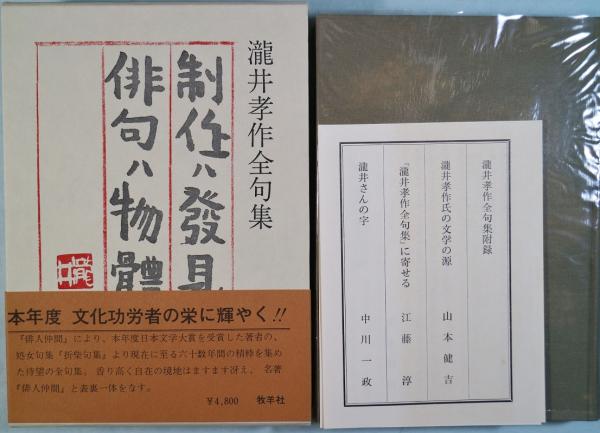 瀧井孝作全句集
制作ハ發見
俳句ハ物體
瀧井
本年度 文化功労者の栄に輝やく!!
『俳人仲間』により、本年度日本文学大賞を受賞した著者の、
処女句集『折柴句集』より現在に至る六十数年間の精粋を集め
た待望の全句集。香り高く自在の境地はますます冴え、名著
『俳人仲間』と表裏一体をなす。
¥4,800 牧羊社
瀧井孝作全句集附録
瀧井孝作氏の文学の源 山本健吉
『瀧井孝作全句集』に寄せる 江藤淳
瀧井さんの字 中川一政